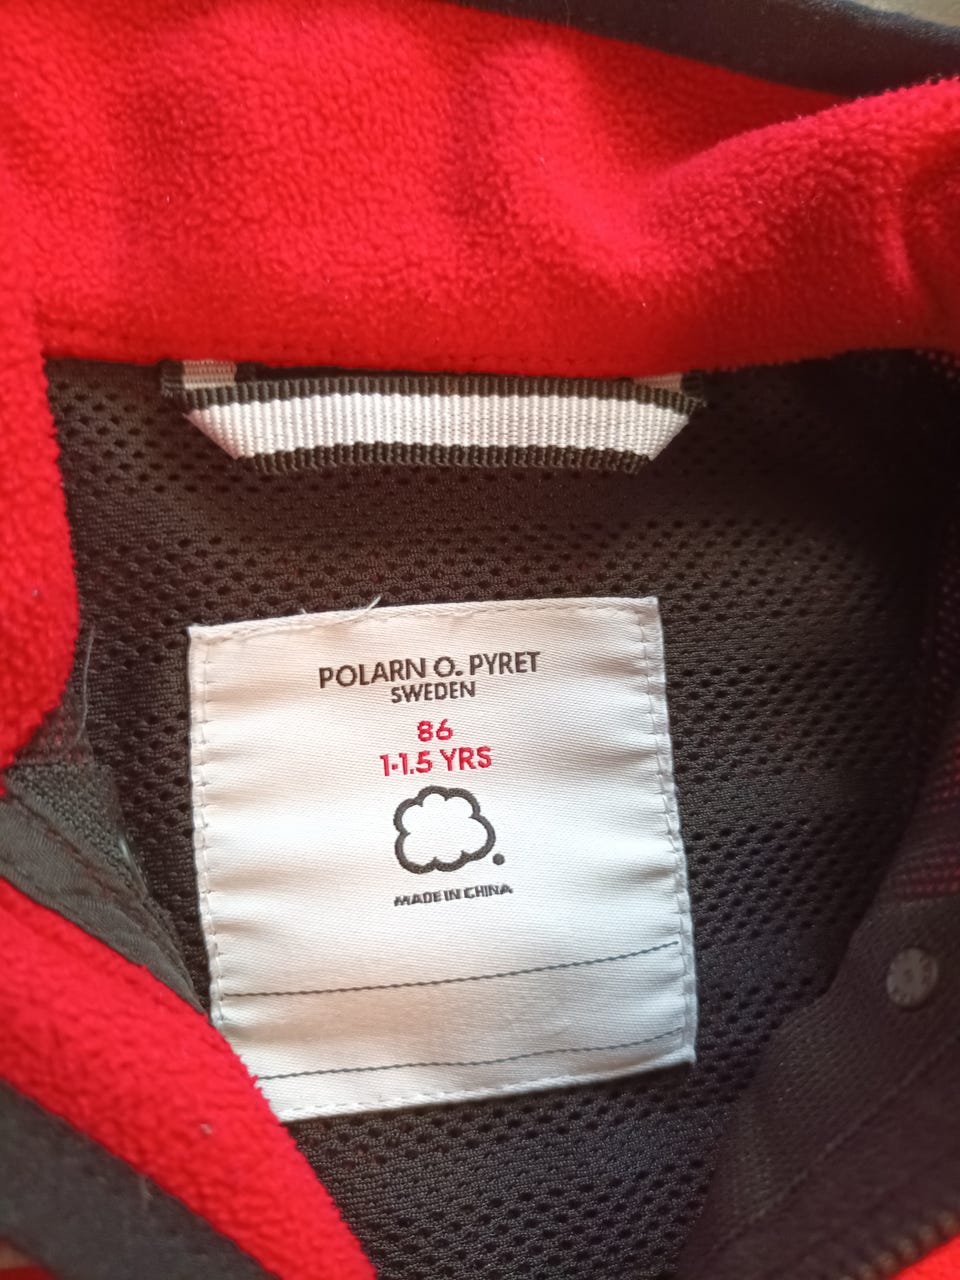 POLARN O. PYRET
SWEDEN
86
1-1.5 YRS
MADE IN CHINA